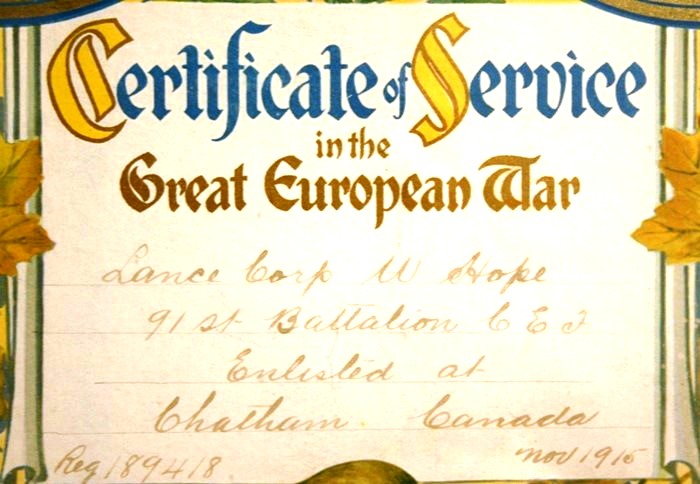 Certificate of Service
in the
Great European War
Lance Corp W Hope
91st Battalion C E F
Enlisted at
Chatham Canada
Reg 189418 Nov 1915